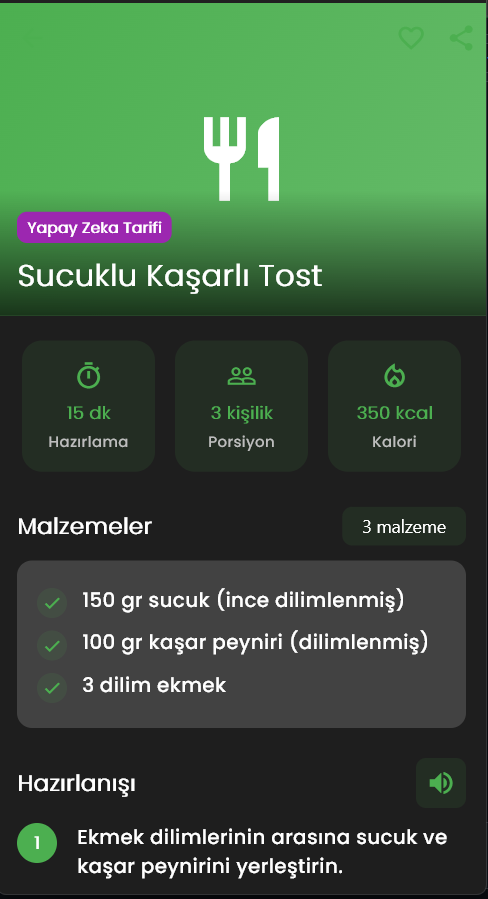 Yapay Zeka Tarifi
Sucuklu Kaşarlı Tost
15 dk
Hazırlama
3 kişilik
Porsiyon
350 kcal
Kalori
Malzemeler
3 malzeme
150 gr sucuk (ince dilimlenmiş)
100 gr kaşar peyniri (dilimlenmiş)
3 dilim ekmek
Hazırlanışı
1
Ekmek dilimlerinin arasına sucuk ve
kaşar peynirini yerleştirin.